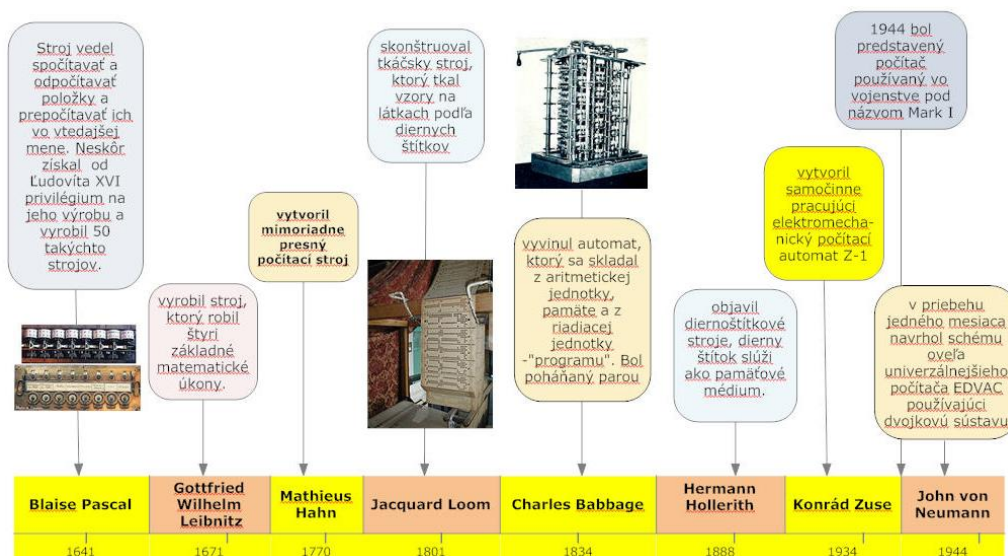 Stroj vedel
spočítavať a
odpočítavať
položky a
prepočítavať ich
vo vtedajšej
mene. Neskôr
získal od
Ľudovíta XVI
privilégium na
jeho výrobu a
vyrobil 50
takýchto
strojov.
vyrobil stroj,
ktorý robil
štyri
základné
matematické
úkony.
vytvoril
mimoriadne
presný
počítací stroj
skonštruoval
tkáčsky stroj,
ktorý tkal
vzory na
látkach podľa
diernych
štítkov
vyvinul automat,
ktorý sa skladal
z aritmetickej
jednotky,
pamäte a z
riadiacej
jednotky
-"programu". Bol
poháňaný parou
objavil
diernoštítkové
stroje, dierny
štítok slúži
ako pamäťové
médium.
vytvoril
samočinne
pracujúci
elektromecha-
nický počítací
automat Z-1
1944 bol
predstavený
počítač
používaný vo
vojenstve pod
názvom Mark I
v priebehu
jedného mesiaca
navrhol schému
oveľa
univerzálnejšieho
počítača EDVAC
používajúci
dvojkovú sústavu
Blaise Pascal
Gottfried
Wilhelm
Leibnitz
Mathieus
Hahn
Jacquard Loom
Charles Babbage
Hermann
Hollerith
Konrád Zuse
John von
Neumann
1641
1671
1770
1801
1834
1888
1934
1944